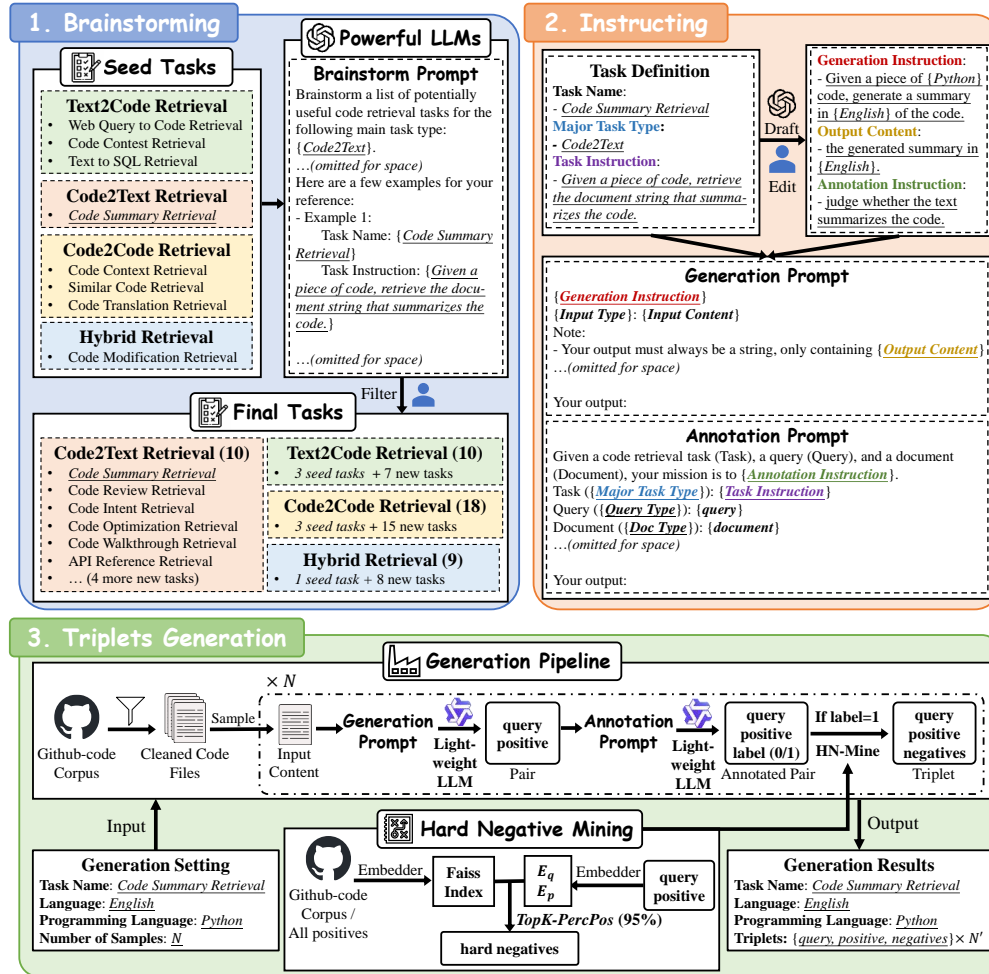 1. Brainstorming
Seed Tasks
Text2Code Retrieval
• Web Query to Code Retrieval
• Code Contest Retrieval
• Text to SQL Retrieval
Code2Text Retrieval
• Code Summary Retrieval
Code2Code Retrieval
• Code Context Retrieval
• Similar Code Retrieval
• Code Translation Retrieval
Hybrid Retrieval
• Code Modification Retrieval
Powerful LLMs
Brainstorm Prompt
Brainstorm a list of potentially
useful code retrieval tasks for the
following main task type:
{Code2Text}.
…(omitted for space)
Here are a few examples for your
reference:
- Example 1:
Task Name: {Code Summary
Retrieval}
Task Instruction: {Given a
piece of code, retrieve the docu-
ment string that summarizes the
code.}
…(omitted for space)
Filter
Final Tasks
Code2Text Retrieval (10)
• Code Summary Retrieval
• Code Review Retrieval
• Code Intent Retrieval
• Code Optimization Retrieval
• Code Walkthrough Retrieval
• API Reference Retrieval
• … (4 more new tasks)
Text2Code Retrieval (10)
• 3 seed tasks + 7 new tasks
Code2Code Retrieval (18)
• 3 seed tasks + 15 new tasks
Hybrid Retrieval (9)
• 1 seed task + 8 new tasks
2. Instructing
Task Definition
Task Name:
- Code Summary Retrieval
Major Task Type:
- Code2Text
Task Instruction:
- Given a piece of code, retrieve
the document string that summa-
rizes the code.
Draft
Edit
Generation Instruction:
- Given a piece of {Python}
code, generate a summary
in {English} of the code.
Output Content:
- the generated summary in
{English}.
Annotation Instruction:
- judge whether the text
summarizes the code.
Generation Prompt
{Generation Instruction}
{Input Type}: {Input Content}
Note:
- Your output must always be a string, only containing {Output Content}
…(omitted for space)
Your output:
Annotation Prompt
Given a code retrieval task (Task), a query (Query), and a document
(Document), your mission is to {Annotation Instruction}.
Task ({Major Task Type}): {Task Instruction}
Query ({Query Type}): {query}
Document ({Doc Type}): {document}
…(omitted for space)
Your output:
3. Triplets Generation
Generation Pipeline
× N
Github-code
Corpus
Cleaned Code
Files
Sample
Input
Content
Generation
Prompt
Light-
weight
LLM
query
positive
Pair
Annotation
Prompt
Light-
weight
LLM
query
positive
label (0/1)
Annotated Pair
If label=1
HN-Mine
query
positive
negatives
Triplet
Input
Output
Generation Setting
Task Name: Code Summary Retrieval
Language: English
Programming Language: Python
Number of Samples: N
Hard Negative Mining
Github-code
Corpus /
All positives
Embedder
Faiss
Index
E_q
E_p
Embedder
query
positive
TopK-PercPos (95%)
hard negatives
Generation Results
Task Name: Code Summary Retrieval
Language: English
Programming Language: Python
Triplets: {query, positive, negatives}× N′